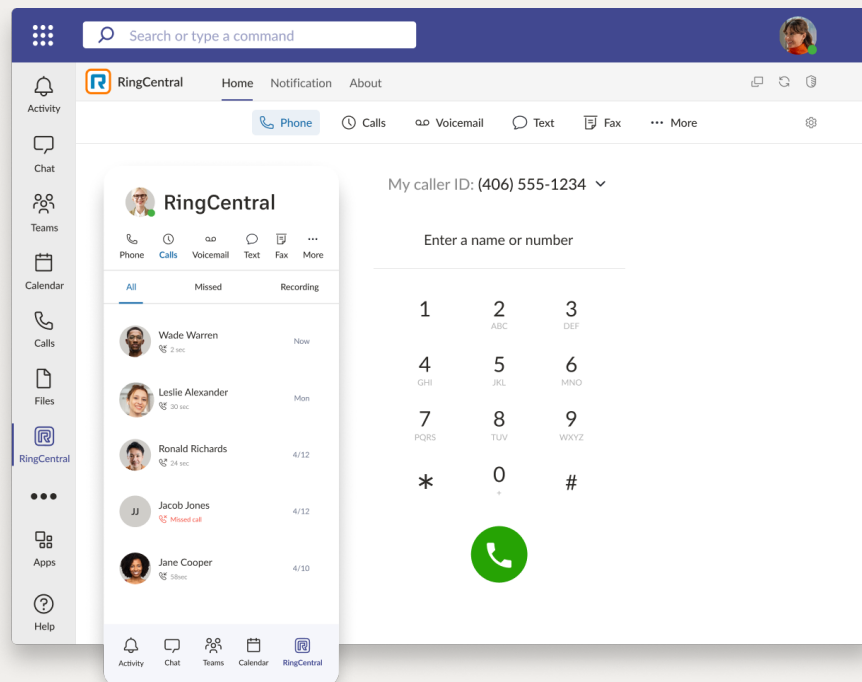 Search or type a command
RingCentral Home Notification About
Activity
Chat
Teams
Calendar
Calls
Files
RingCentral
Apps
Help
Phone Calls Voicemail Text Fax More
RingCentral
Phone Calls Voicemail Text Fax More
All Missed Recording
Wade Warren
2 sec
Now
Leslie Alexander
30 sec
Mon
Ronald Richards
24 sec
4/12
JJ
Jacob Jones
Missed call
4/12
Jane Cooper
58sec
4/10
Activity Chat Teams Calendar RingCentral
My caller ID: (406) 555-1234
Enter a name or number
1 2 3
ABC DEF
4 5 6
GHI JKL MNO
7 8 9
PQRS TUV WXYZ
* 0 #
+